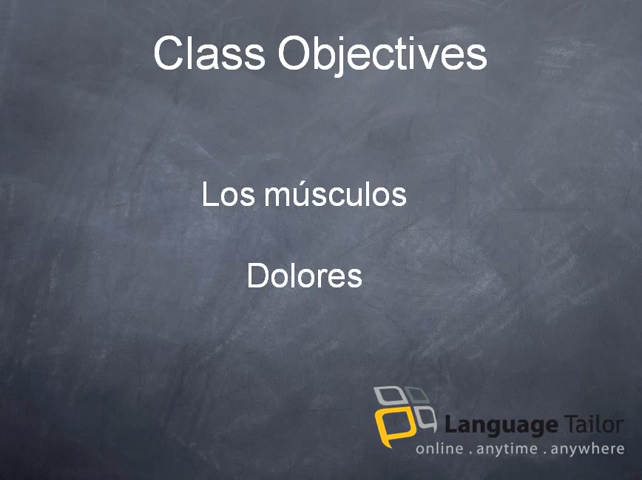 Class Objectives
Los músculos
Dolores
Language Tailor
online . anytime . anywhere